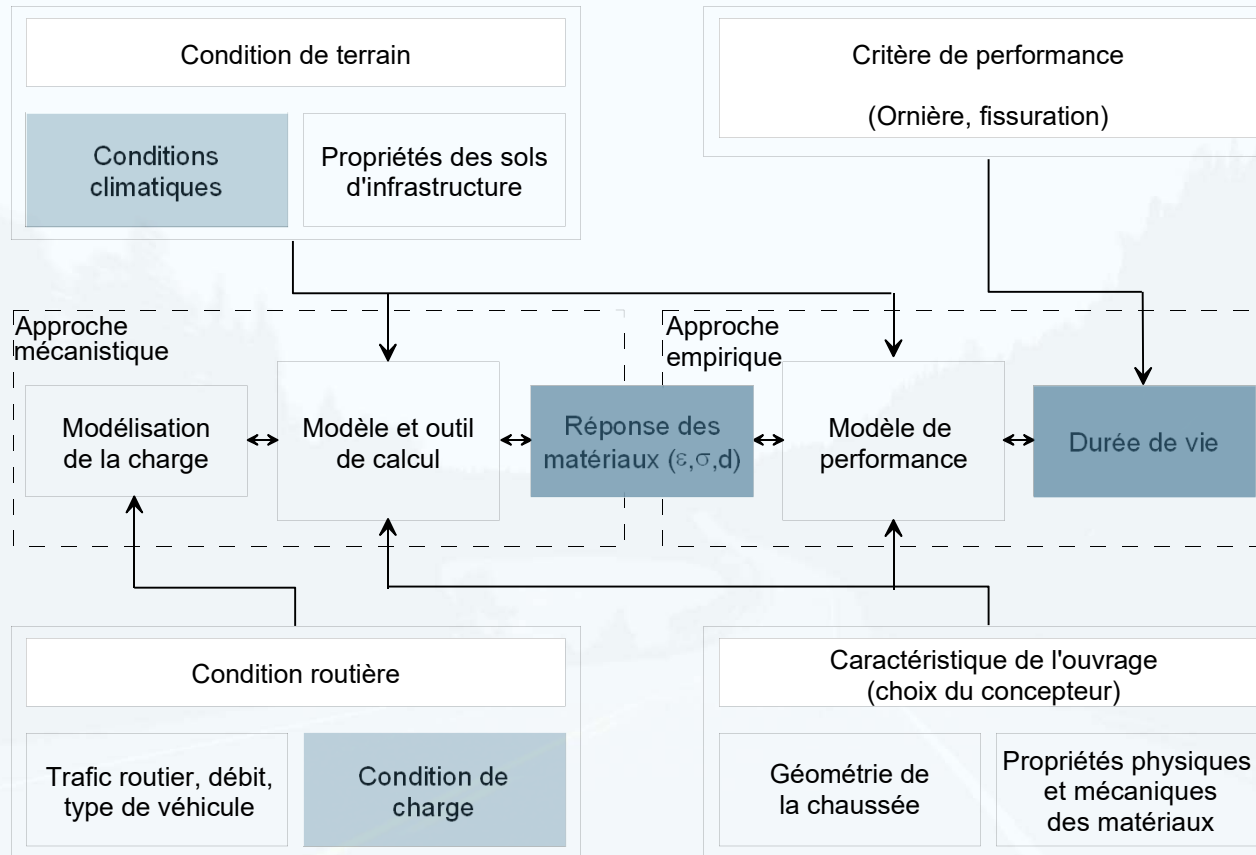 Condition de terrain
Conditions
climatiques
Propriétés des sols
d'infrastructure
Critère de performance
(Ornière, fissuration)
Approche
mécanistique
Modélisation
de la charge
Modèle et outil
de calcul
Réponse des
matériaux (ε,σ,d)
Approche
empirique
Modèle de
performance
Durée de vie
Condition routière
Trafic routier, débit,
type de véhicule
Condition de
charge
Caractéristique de l'ouvrage
(choix du concepteur)
Géométrie de
la chaussée
Propriétés physiques
et mécaniques
des matériaux